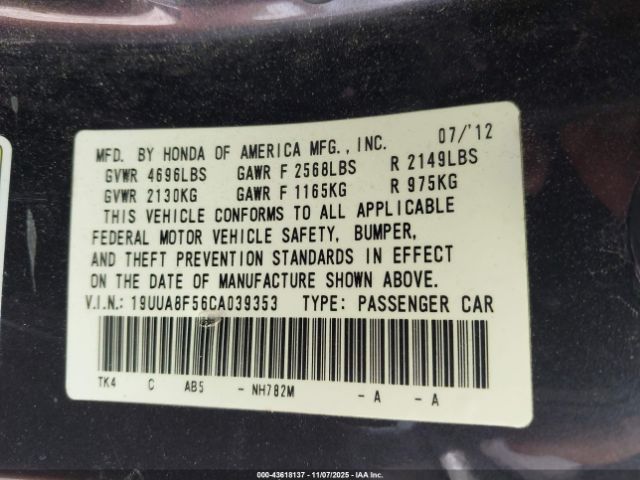 MFD. BY HONDA OF AMERICA MFG., INC. 07/'12
GVWR 4696LBS GAWR F 2568LBS R 2149LBS
GVWR 2130KG GAWR F 1165KG R 975KG
THIS VEHICLE CONFORMS TO ALL APPLICABLE
FEDERAL MOTOR VEHICLE SAFETY, BUMPER,
AND THEFT PREVENTION STANDARDS IN EFFECT
ON THE DATE OF MANUFACTURE SHOWN ABOVE.
V.I.N.: 19UUA8F56CA039353 TYPE: PASSENGER CAR
TK4 C AB5 - NH782M - A - A
© 2000-43618137 — 11/07/2025 — IAA Inc.